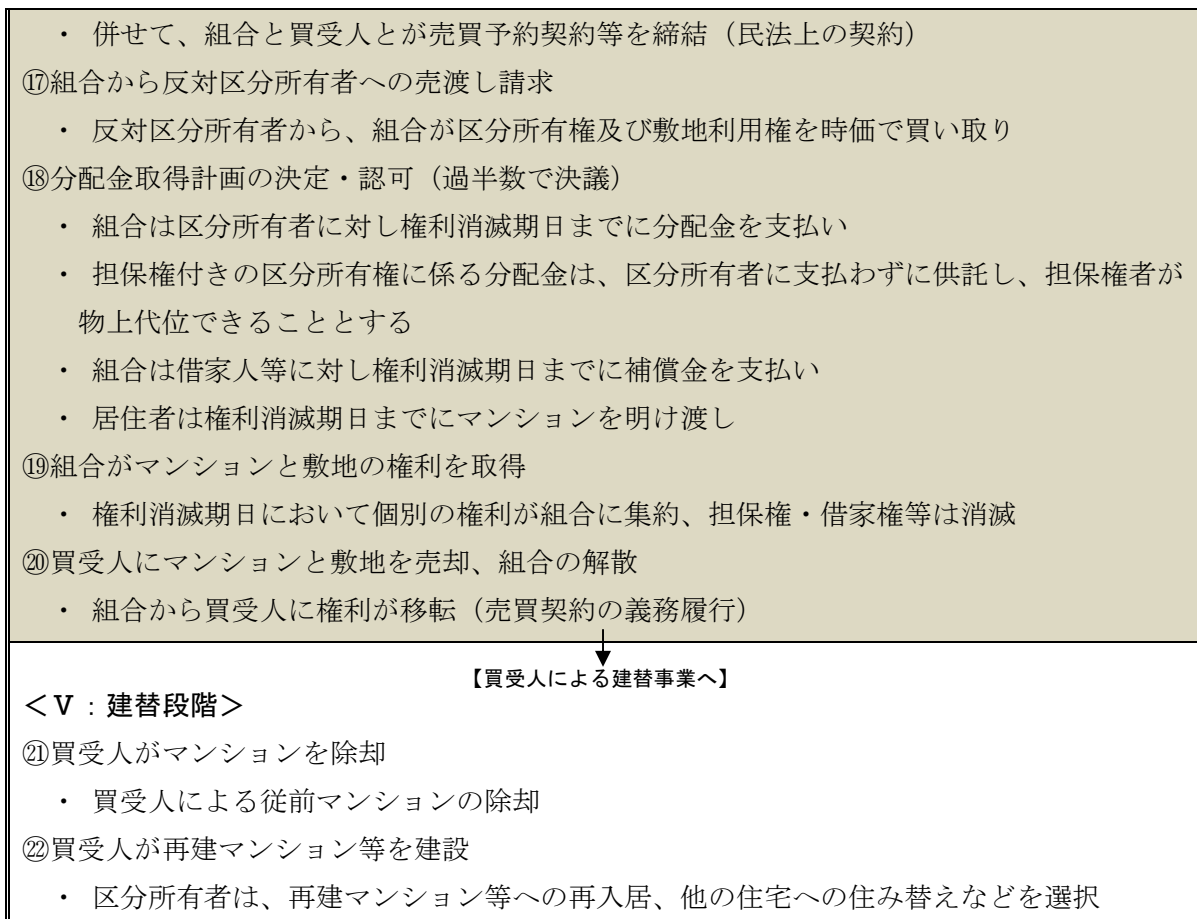 ・ 併せて、組合と買受人とが売買予約契約等を締結（民法上の契約）
⑰組合から反対区分所有者への売渡し請求
・ 反対区分所有者から、組合が区分所有権及び敷地利用権を時価で買い取り
⑱分配金取得計画の決定・認可（過半数で決議）
・ 組合は区分所有者に対し権利消滅期日までに分配金を支払い
・ 担保権付きの区分所有権に係る分配金は、区分所有者に支払わずに供託し、担保権者が
物上代位できることとする
・ 組合は借家人等に対し権利消滅期日までに補償金を支払い
・ 居住者は権利消滅期日までにマンションを明け渡し
⑲組合がマンションと敷地の権利を取得
・ 権利消滅期日において個別の権利が組合に集約、担保権・借家権等は消滅
⑳買受人にマンションと敷地を売却、組合の解散
・ 組合から買受人に権利が移転（売買契約の義務履行）
【買受人による建替事業へ】
＜Ⅴ：建替段階＞
㉑買受人がマンションを除却
・ 買受人による従前マンションの除却
㉒買受人が再建マンション等を建設
・ 区分所有者は、再建マンション等への再入居、他の住宅への住み替えなどを選択